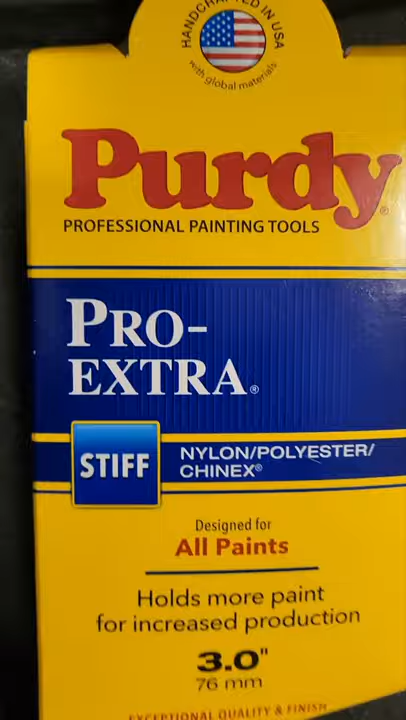 HANDCRAFTED IN USA
with global materials
Purdy®
PROFESSIONAL PAINTING TOOLS
PRO-
EXTRA®
STIFF
NYLON/POLYESTER/
CHINEX®
Designed for
All Paints
Holds more paint
for increased production
3.0"
76 mm
EXCEPTIONAL QUALITY & FINISH